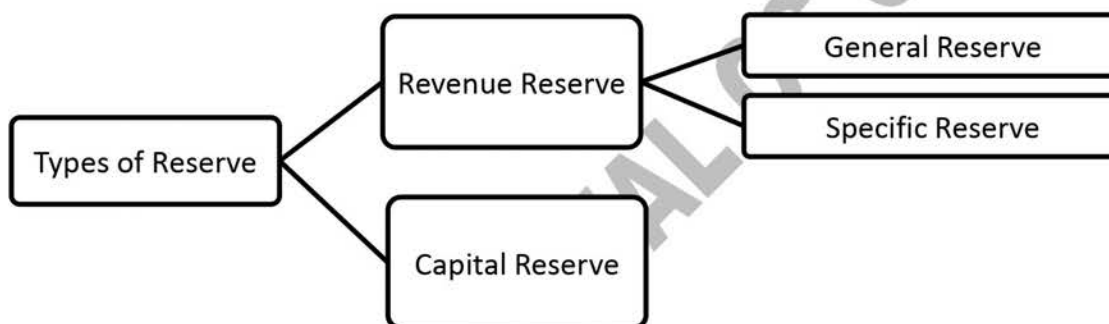 Types of Reserve
Revenue Reserve
General Reserve
Specific Reserve
Capital Reserve